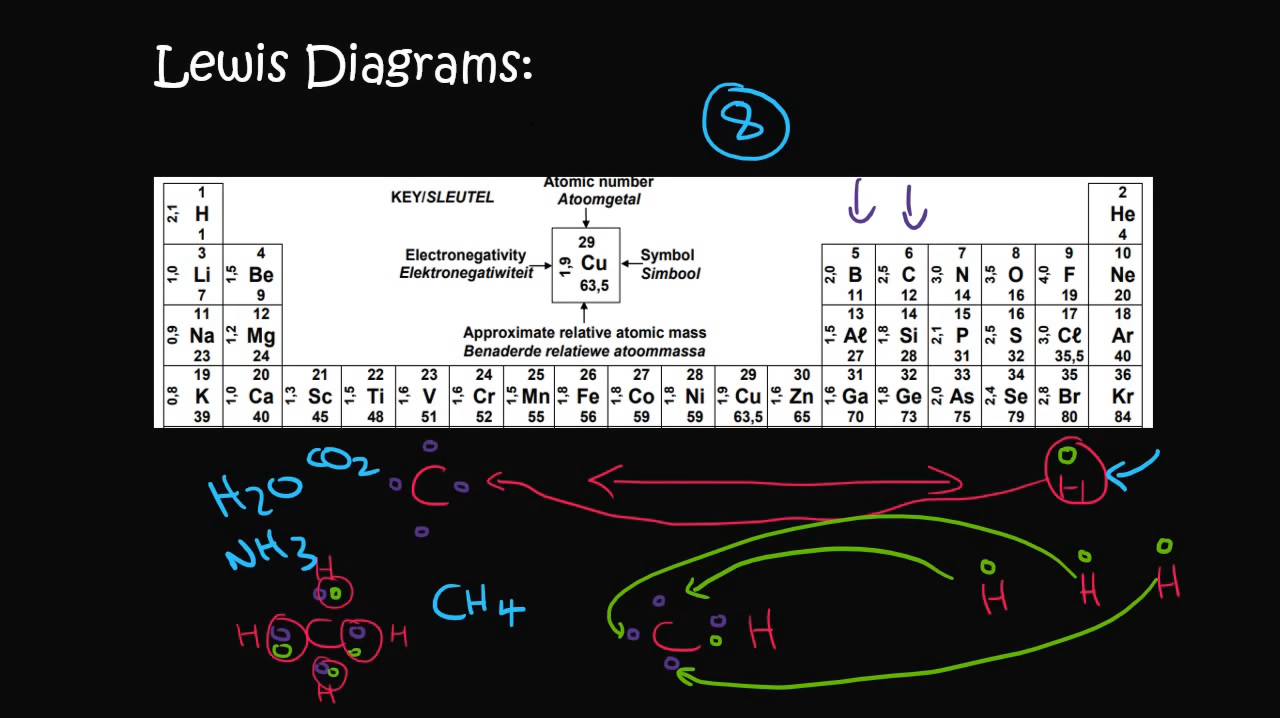 Lewis Diagrams:
8
Atomic number
KEY/SLEUTEL
Atoomgetal
Electronegativity
Elektronegatiwiteit
29
1,9 Cu
63,5
Symbol
Simbool
Approximate relative atomic mass
Benaderde relatiewe atoommassa
1 2
2,1 H He
1 4
3 4 5 6 7 8 9 10
1,0 Li 1,5 Be 2,0 B 2,5 C 3,0 N 3,5 O 4,0 F Ne
7 9 11 12 14 16 19 20
11 12 13 14 15 16 17 18
0,9 Na 1,2 Mg 1,5 Aℓ 1,8 Si 2,1 P 2,5 S 3,0 Cℓ Ar
23 24 27 28 31 32 35,5 40
19 20 21 22 23 24 25 26 27 28 29 30 31 32 33 34 35 36
0,8 K 1,0 Ca 1,3 Sc 1,5 Ti 1,6 V 1,6 Cr 1,5 Mn 1,8 Fe 1,8 Co 1,8 Ni 1,9 Cu 1,6 Zn 1,6 Ga 1,8 Ge 2,0 As 2,4 Se 2,8 Br Kr
39 40 45 48 51 52 55 56 59 59 63,5 65 70 73 75 79 80 84
H2O CO2 C H
NH3
H
CH4 H H H
H C H C H
H